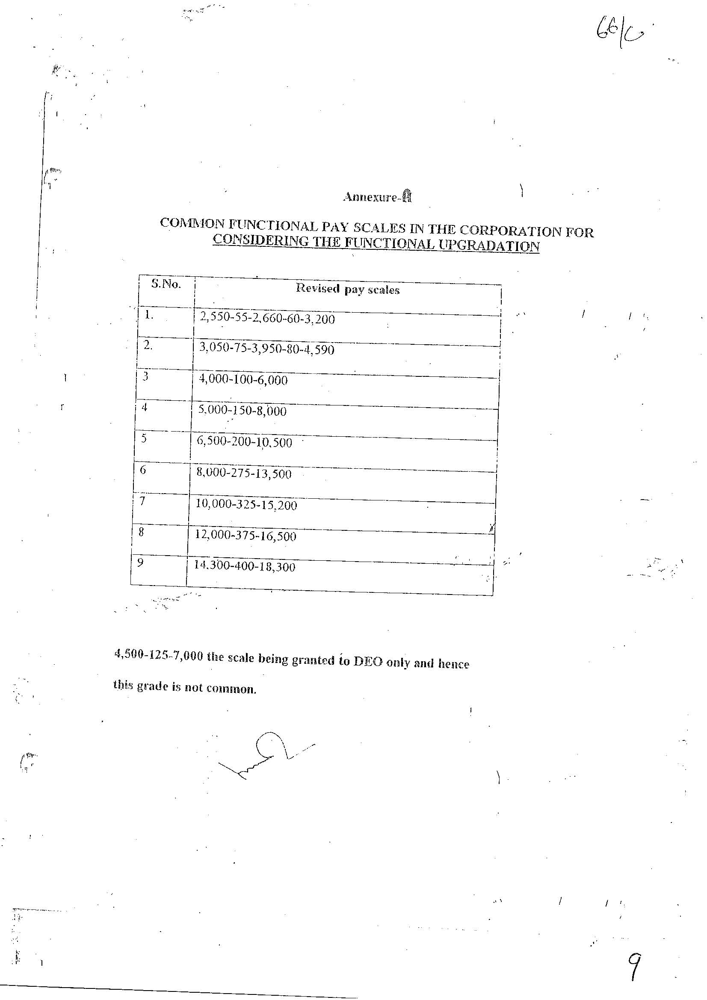 66/C
Annexure-A
COMMON FUNCTIONAL PAY SCALES IN THE CORPORATION FOR
CONSIDERING THE FUNCTIONAL UPGRADATION
S.No. Revised pay scales
1. 2,550-55-2,660-60-3,200
2. 3,050-75-3,950-80-4,590
3 4,000-100-6,000
4 5,000-150-8,000
5 6,500-200-10.500
6 8,000-275-13,500
7 10,000-325-15,200
8 12,000-375-16,500
9 14.300-400-18,300
4,500-125-7,000 the scale being granted to DEO only and hence
this grade is not common.
9